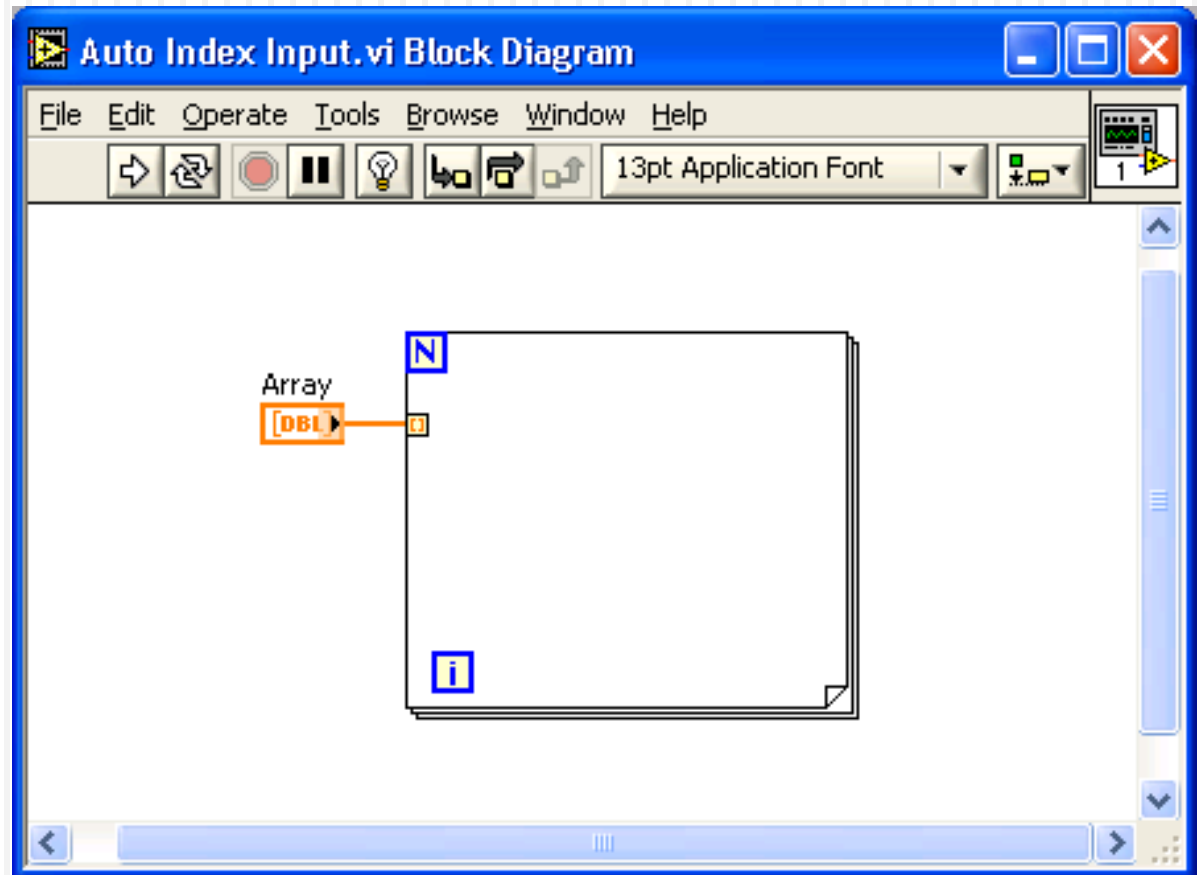 Auto Index Input.vi Block Diagram
File Edit Operate Tools Browse Window Help
13pt Application Font
1
N
Array
[DBL]
[]
i